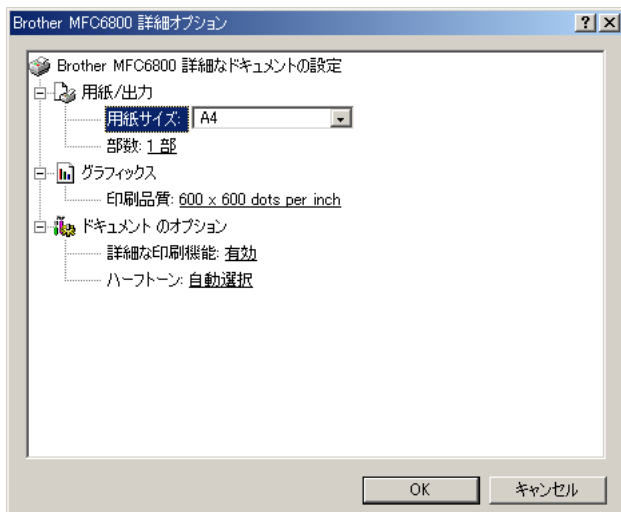 Brother MFC6800 詳細オプション
Brother MFC6800 詳細なドキュメントの設定
用紙/出力
用紙サイズ: A4
部数: 1 部
グラフィックス
印刷品質: 600 x 600 dots per inch
ドキュメント のオプション
詳細な印刷機能: 有効
ハーフトーン: 自動選択
OK キャンセル